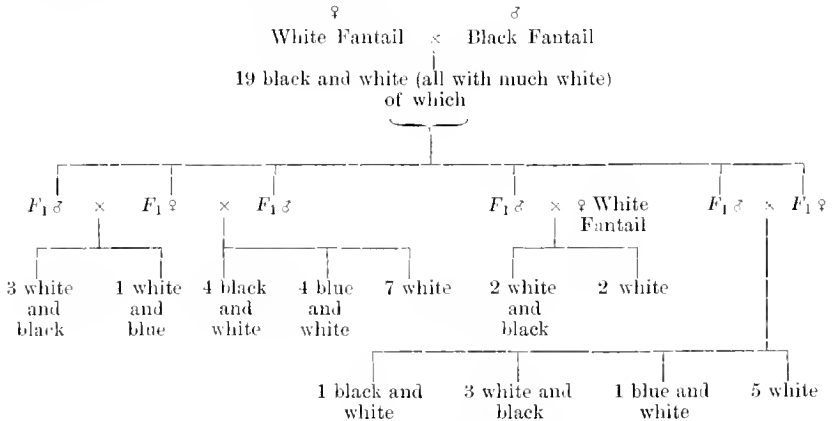 ♀ ♂
White Fantail × Black Fantail
19 black and white (all with much white)
of which
F₁ ♂ × F₁ ♀ × F₁ ♂ F₁ ♂ × ♀ White Fantail F₁ ♂ × F₁ ♀
3 white and black
1 white and blue
4 black and white
4 blue and white
7 white
2 white and black
2 white
1 black and white
3 white and black
1 blue and white
5 white